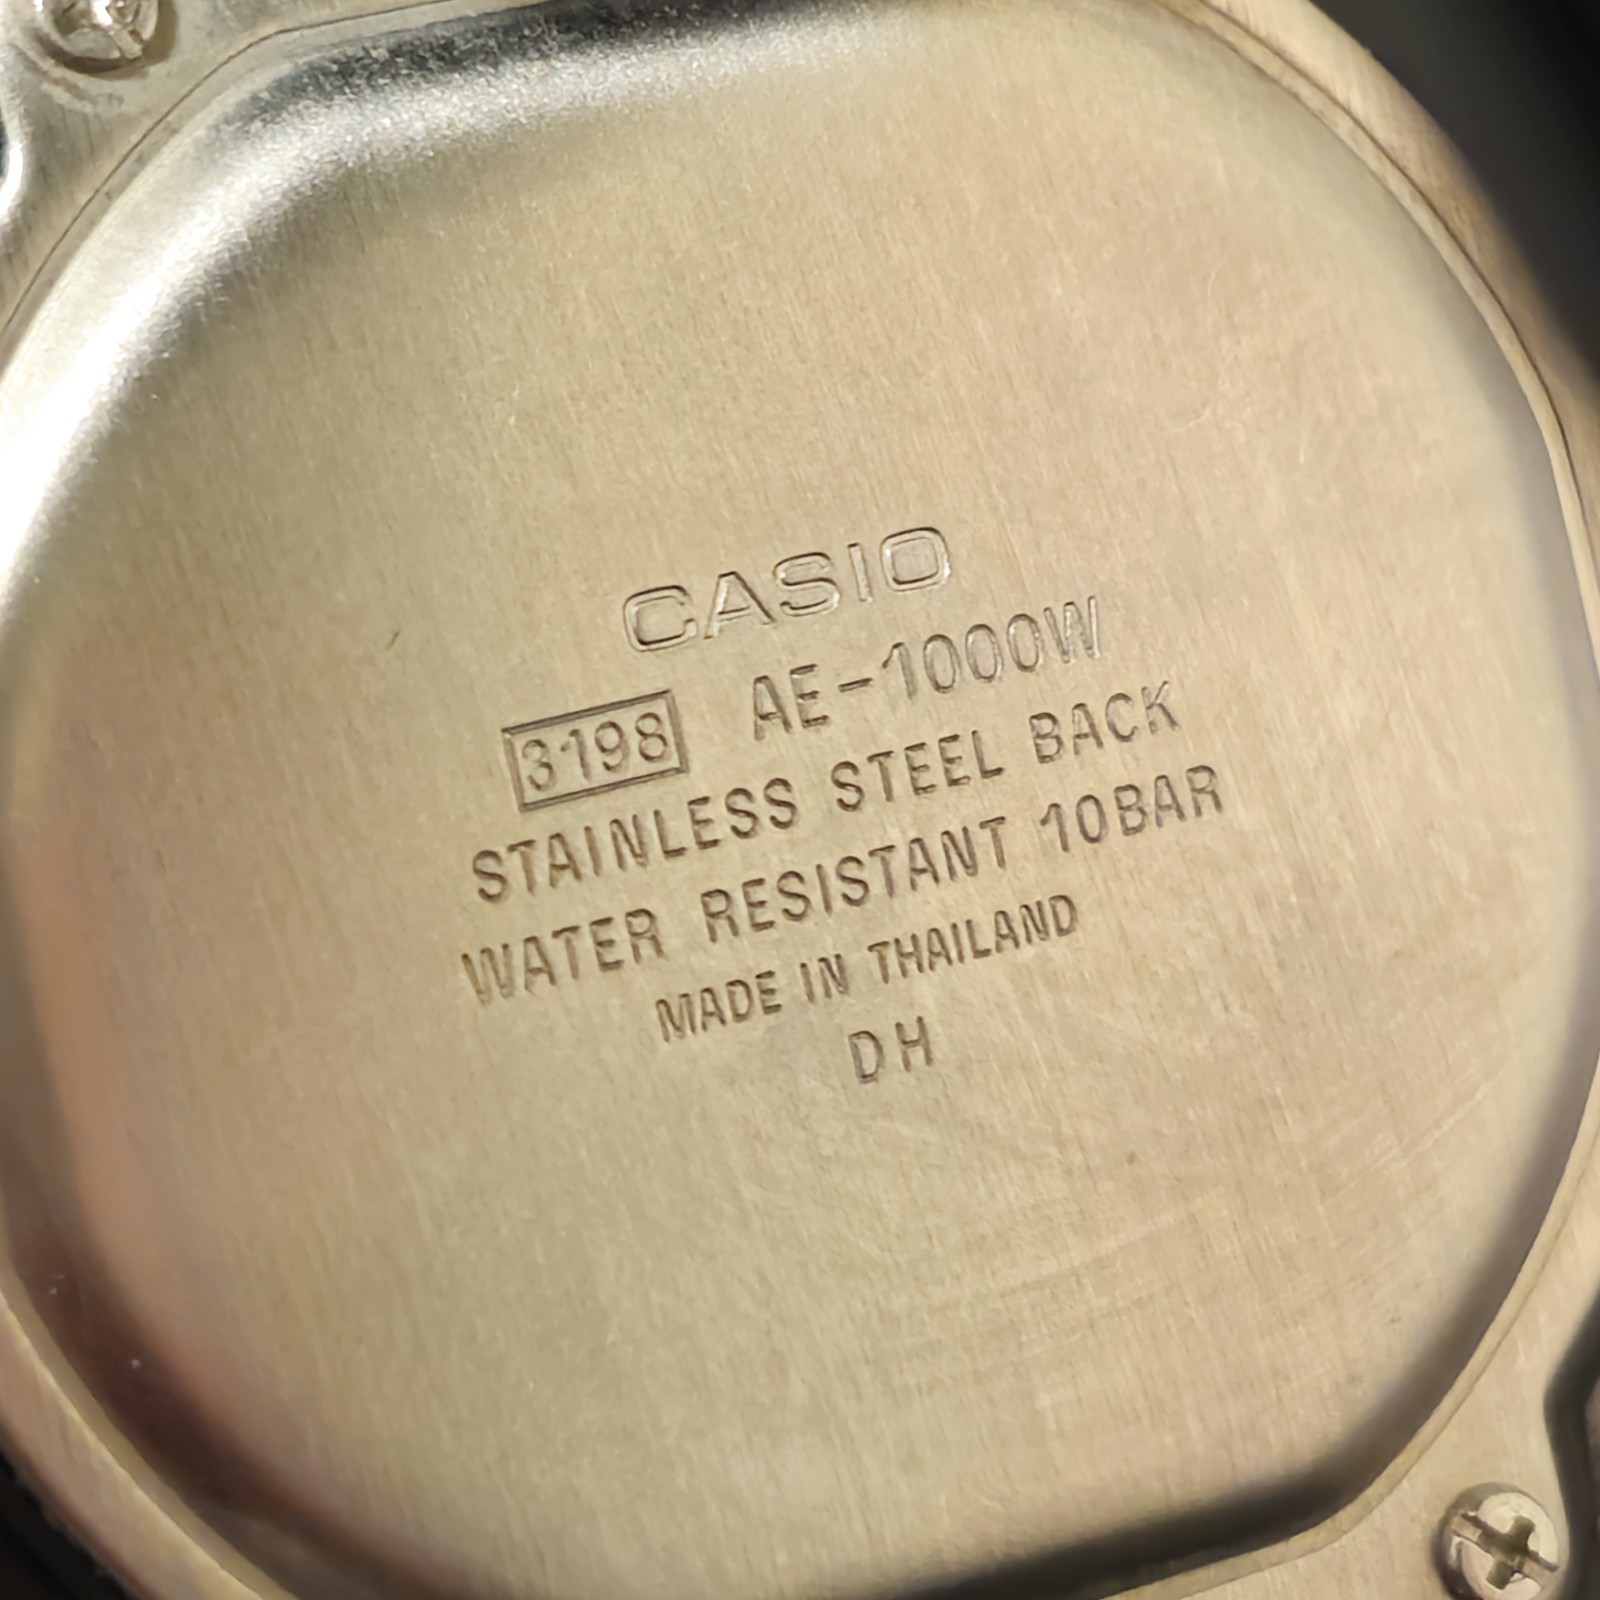 CASIO
3198 AE-1000W
STAINLESS STEEL BACK
WATER RESISTANT 10BAR
MADE IN THAILAND
DH